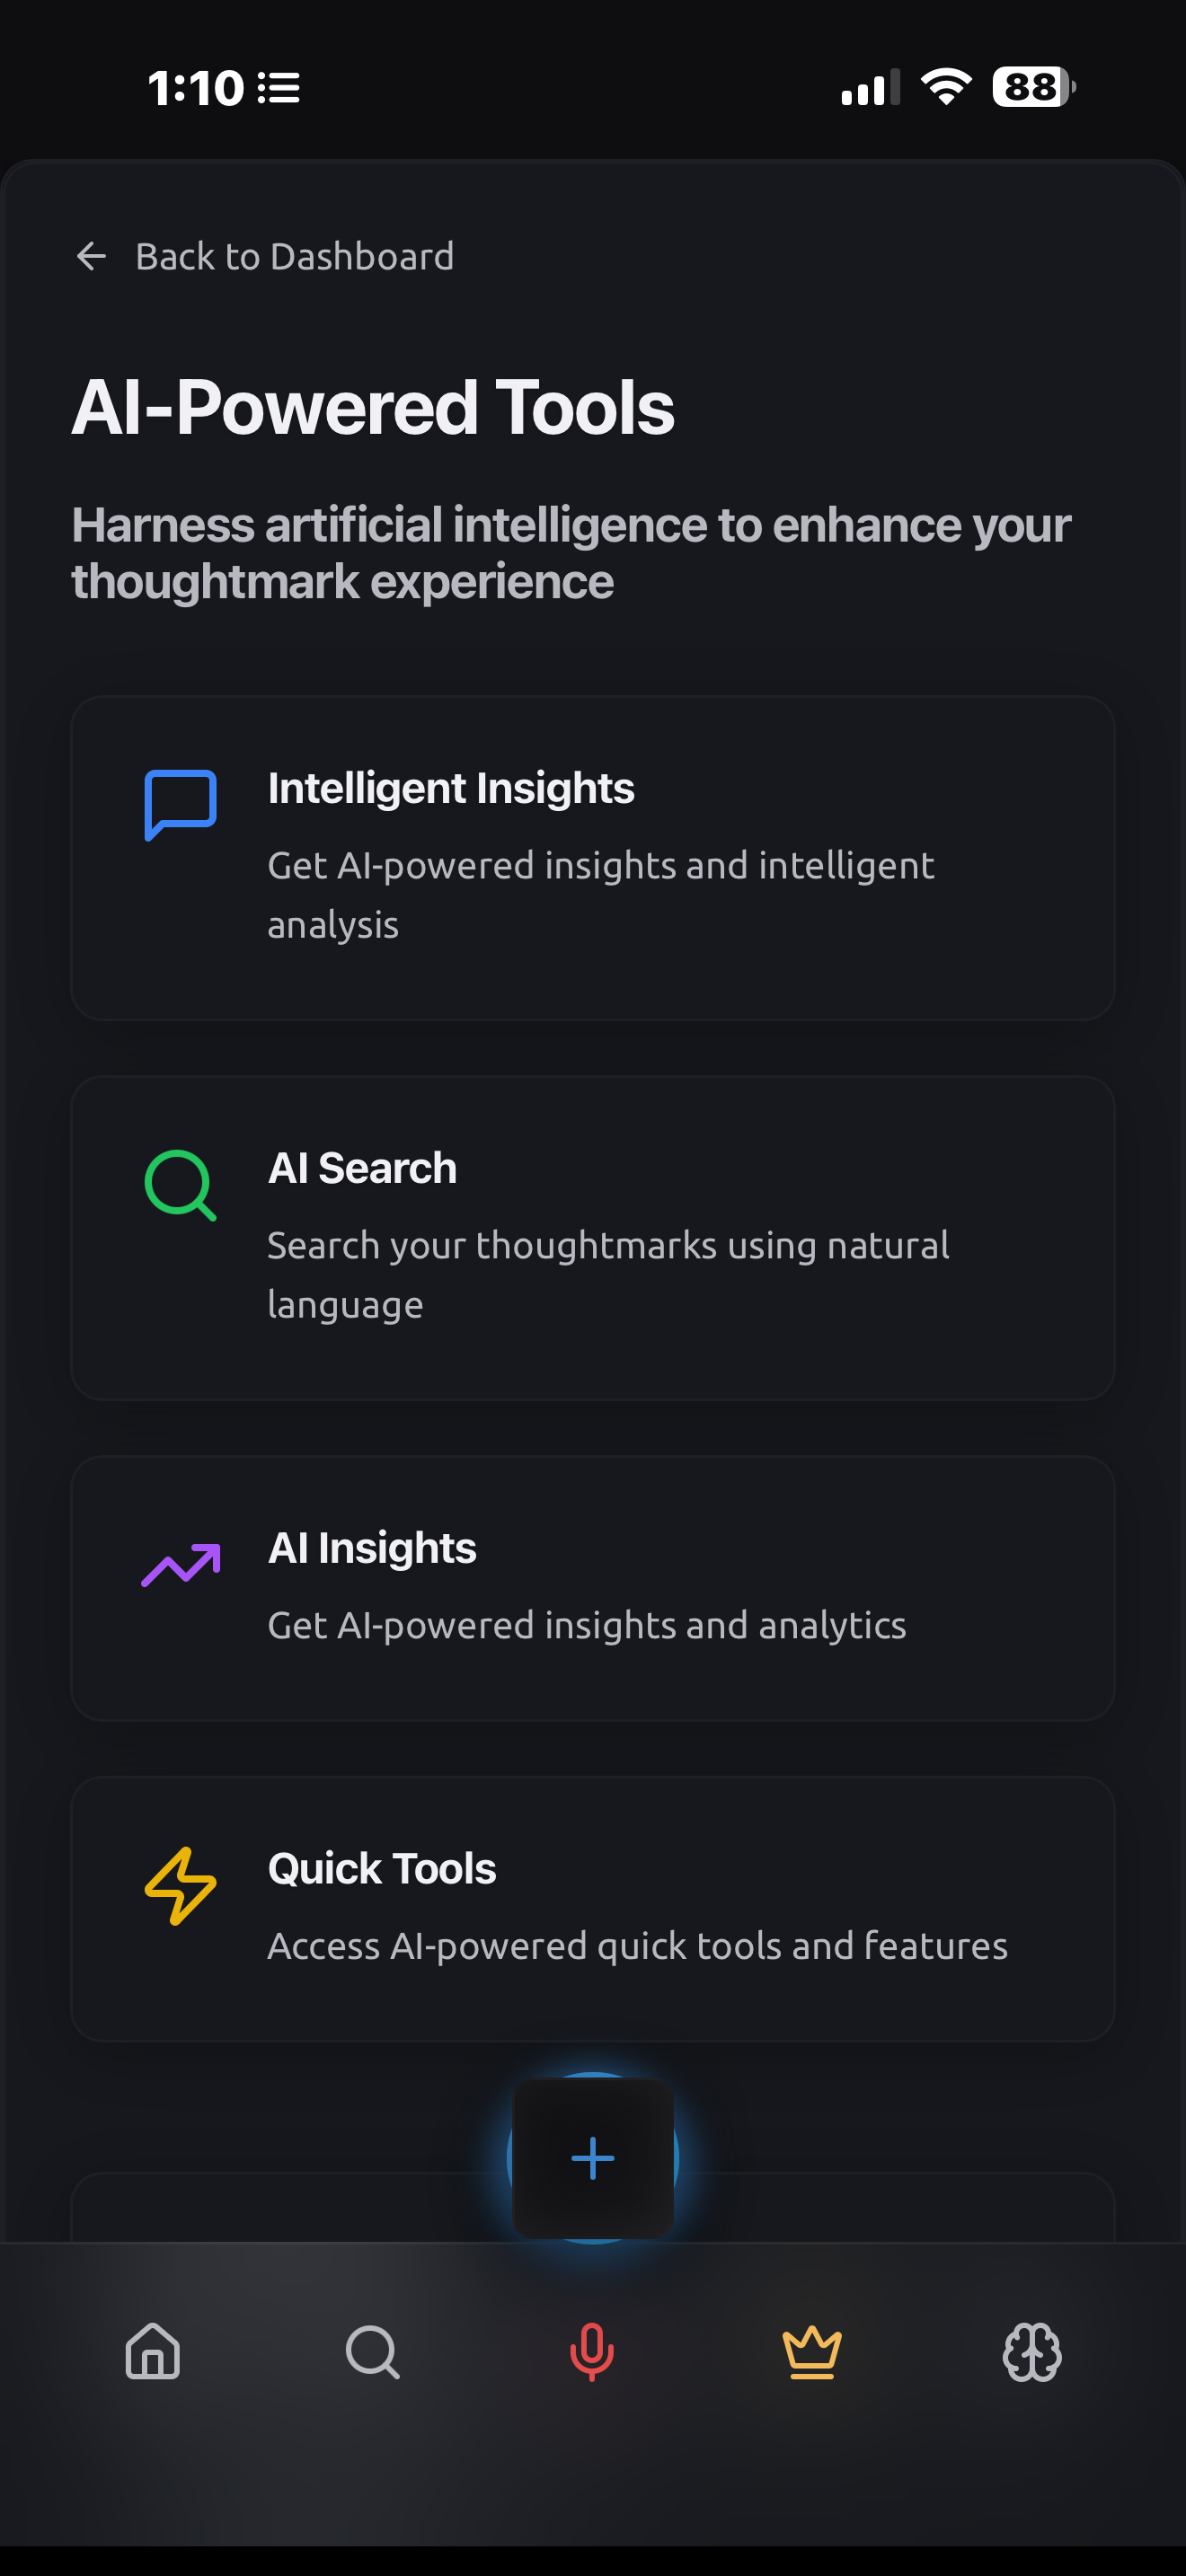 1:10
88
Back to Dashboard
AI-Powered Tools
Harness artificial intelligence to enhance your
thoughtmark experience
Intelligent Insights
Get AI-powered insights and intelligent
analysis
AI Search
Search your thoughtmarks using natural
language
AI Insights
Get AI-powered insights and analytics
Quick Tools
Access AI-powered quick tools and features